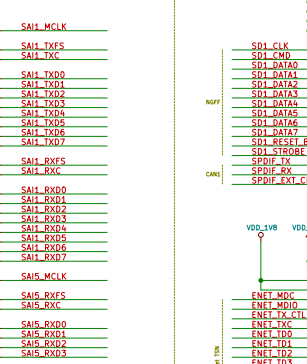 SAI1_MCLK
SAI1_TXFS
SAI1_TXC
SAI1_TXD0
SAI1_TXD1
SAI1_TXD2
SAI1_TXD3
SAI1_TXD4
SAI1_TXD5
SAI1_TXD6
SAI1_TXD7
SAI1_RXFS
SAI1_RXC
SAI1_RXD0
SAI1_RXD1
SAI1_RXD2
SAI1_RXD3
SAI1_RXD4
SAI1_RXD5
SAI1_RXD6
SAI1_RXD7
SAI5_MCLK
SAI5_RXFS
SAI5_RXC
SAI5_RXD0
SAI5_RXD1
SAI5_RXD2
SAI5_RXD3
NGFF
CAN1
SD1_CLK
SD1_CMD
SD1_DATA0
SD1_DATA1
SD1_DATA2
SD1_DATA3
SD1_DATA4
SD1_DATA5
SD1_DATA6
SD1_DATA7
SD1_RESET_B
SD1_STROBE
SPDIF_TX
SPDIF_RX
SPDIF_EXT_C
VDD_1V8 VDD_
TSN
ENET_MDC
ENET_MDIO
ENET_TX_CTL
ENET_TXC
ENET_TD0
ENET_TD1
ENET_TD2
ENET_TD3